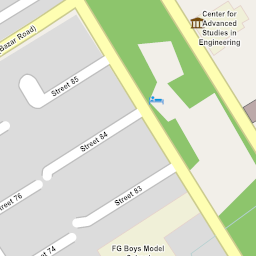 Center for
Advanced
Studies in
Engineering
Bazar Road)
Street 85
Street 84
Street 83
Street 76
Street 74
FG Boys Model